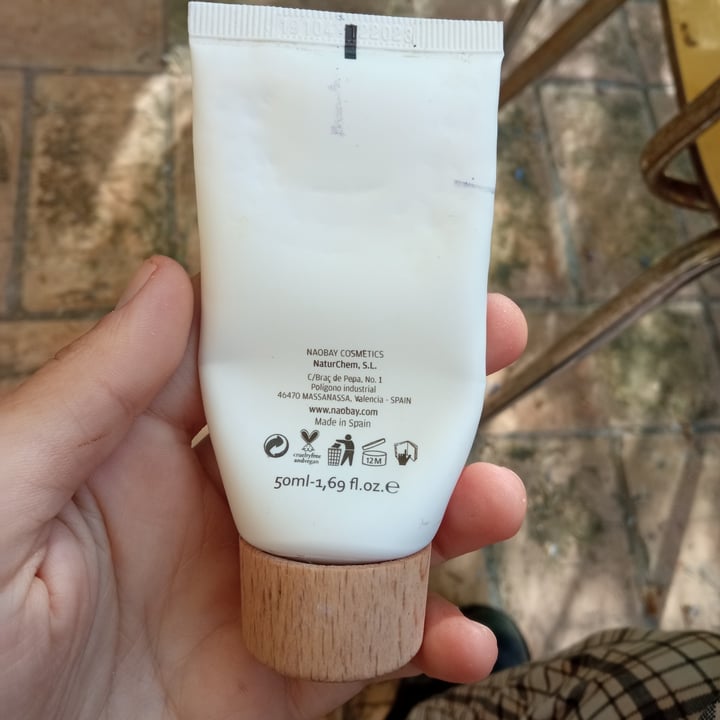 NAOBAY COSMETICS
NaturChem, S.L.
C/Braç de Pepa, No. 1
Polígono industrial
46470 MASSANASSA, Valencia - SPAIN
www.naobay.com
Made in Spain
crueltyfree
andvegan
12M
50ml-1,69 fl.oz.e